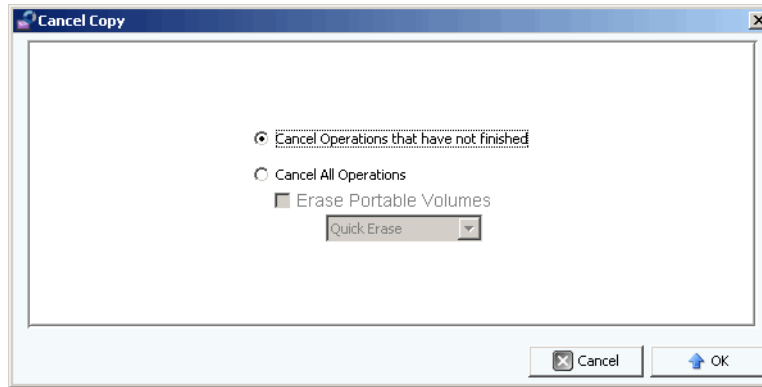 Cancel Copy
Cancel Operations that have not finished
Cancel All Operations
Erase Portable Volumes
Quick Erase
Cancel
OK